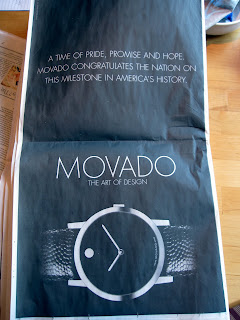 A TIME OF PRIDE, PROMISE AND HOPE.
MOVADO CONGRATULATES THE NATION ON
THIS MILESTONE IN AMERICA'S HISTORY.
MOVADO
THE ART OF DESIGN